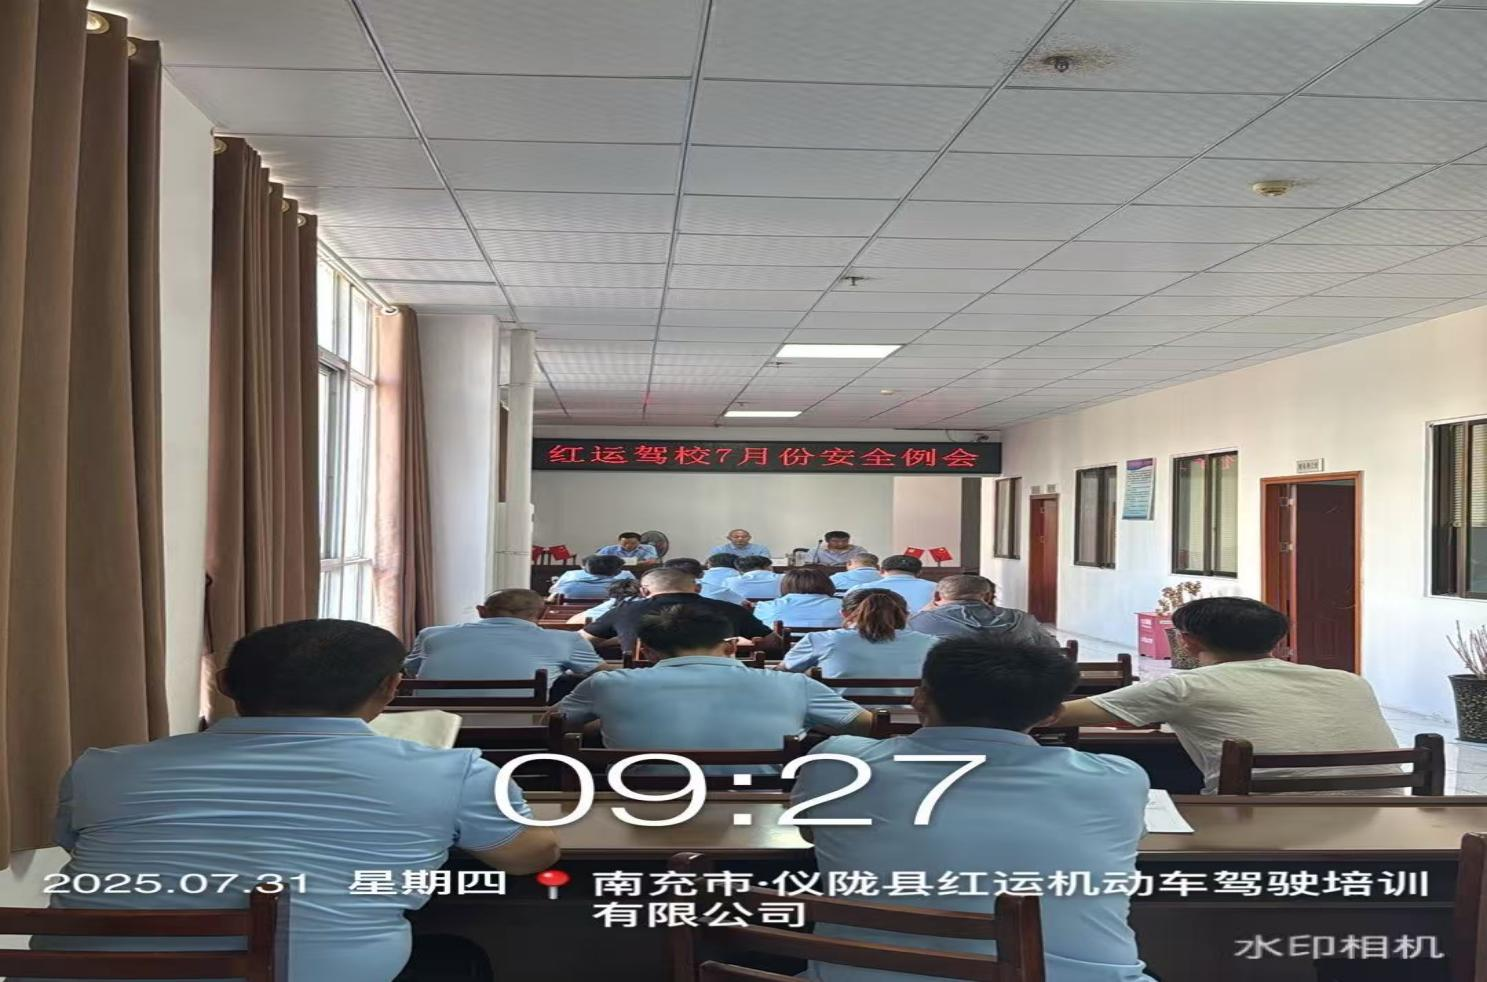 红运驾校7月份安全例会
09:27
2025.07.31 星期四 南充市·仪陇县红运机动车驾驶培训
有限公司
水印相机